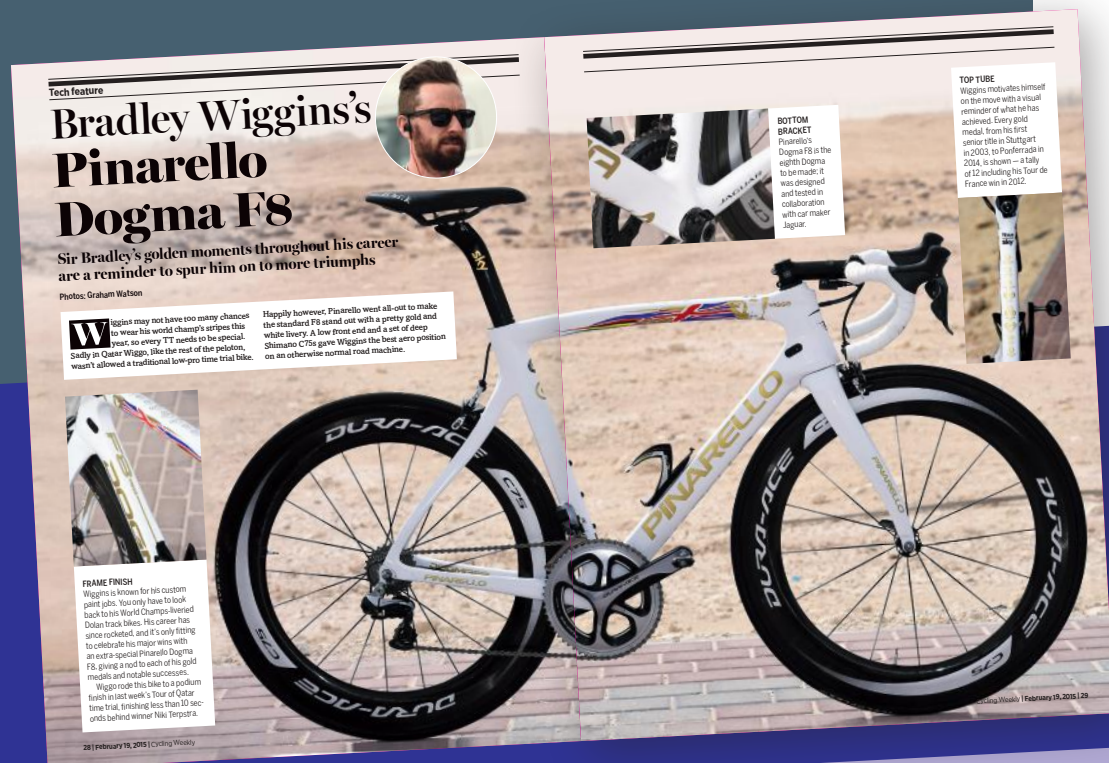 Tech feature
Bradley Wiggins's
Pinarello
Dogma F8
Sir Bradley's golden moments throughout his career
are a reminder to spur him on to more triumphs
Photos: Graham Watson
Wiggins may not have too many chances
to wear his world champ's stripes this
year, so every TT needs to be special.
Sadly in Qatar Wiggo, like the rest of the peloton,
wasn't allowed a traditional low-pro time trial bike.
Happily however, Pinarello went all-out to make
the standard F8 stand out with a pretty gold and
white livery. A low front end and a set of deep
Shimano C75s gave Wiggins the best aero position
on an otherwise normal road machine.
FRAME FINISH
Wiggins is known for his custom
paint jobs. You only have to look
back to his World Champs-liveried
Dolan track bikes. His career has
since rocketed, and it's only fitting
to celebrate his major wins with
an extra-special Pinarello Dogma
F8, giving a nod to each of his gold
medals and notable successes.
Wiggo rode this bike to a podium
finish in last week's Tour of Qatar
time trial, finishing less than 10 sec-
onds behind winner Niki Terpstra.
28 | February 19, 2015 | Cycling Weekly
BOTTOM
BRACKET
Pinarello's
Dogma F8 is the
eighth Dogma
to be made; it
was designed
and tested in
collaboration
with car maker
Jaguar.
JAGUAR
C75
TOP TUBE
Wiggins motivates himself
on the move with a visual
reminder of what he has
achieved. Every gold
medal, from his first
senior title in Stuttgart
in 2003, to Ponferrada in
2014, is shown — a tally
of 12 including his Tour de
France win in 2012.
sky
SKY
DURA-ACE
C75
PINARELLO
PINARELLO
PINARELLO
C75
DURA-ACE
DURA-ACE
DURA-ACE
DURA-ACE
C75
Cycling Weekly | February 19, 2015 | 29